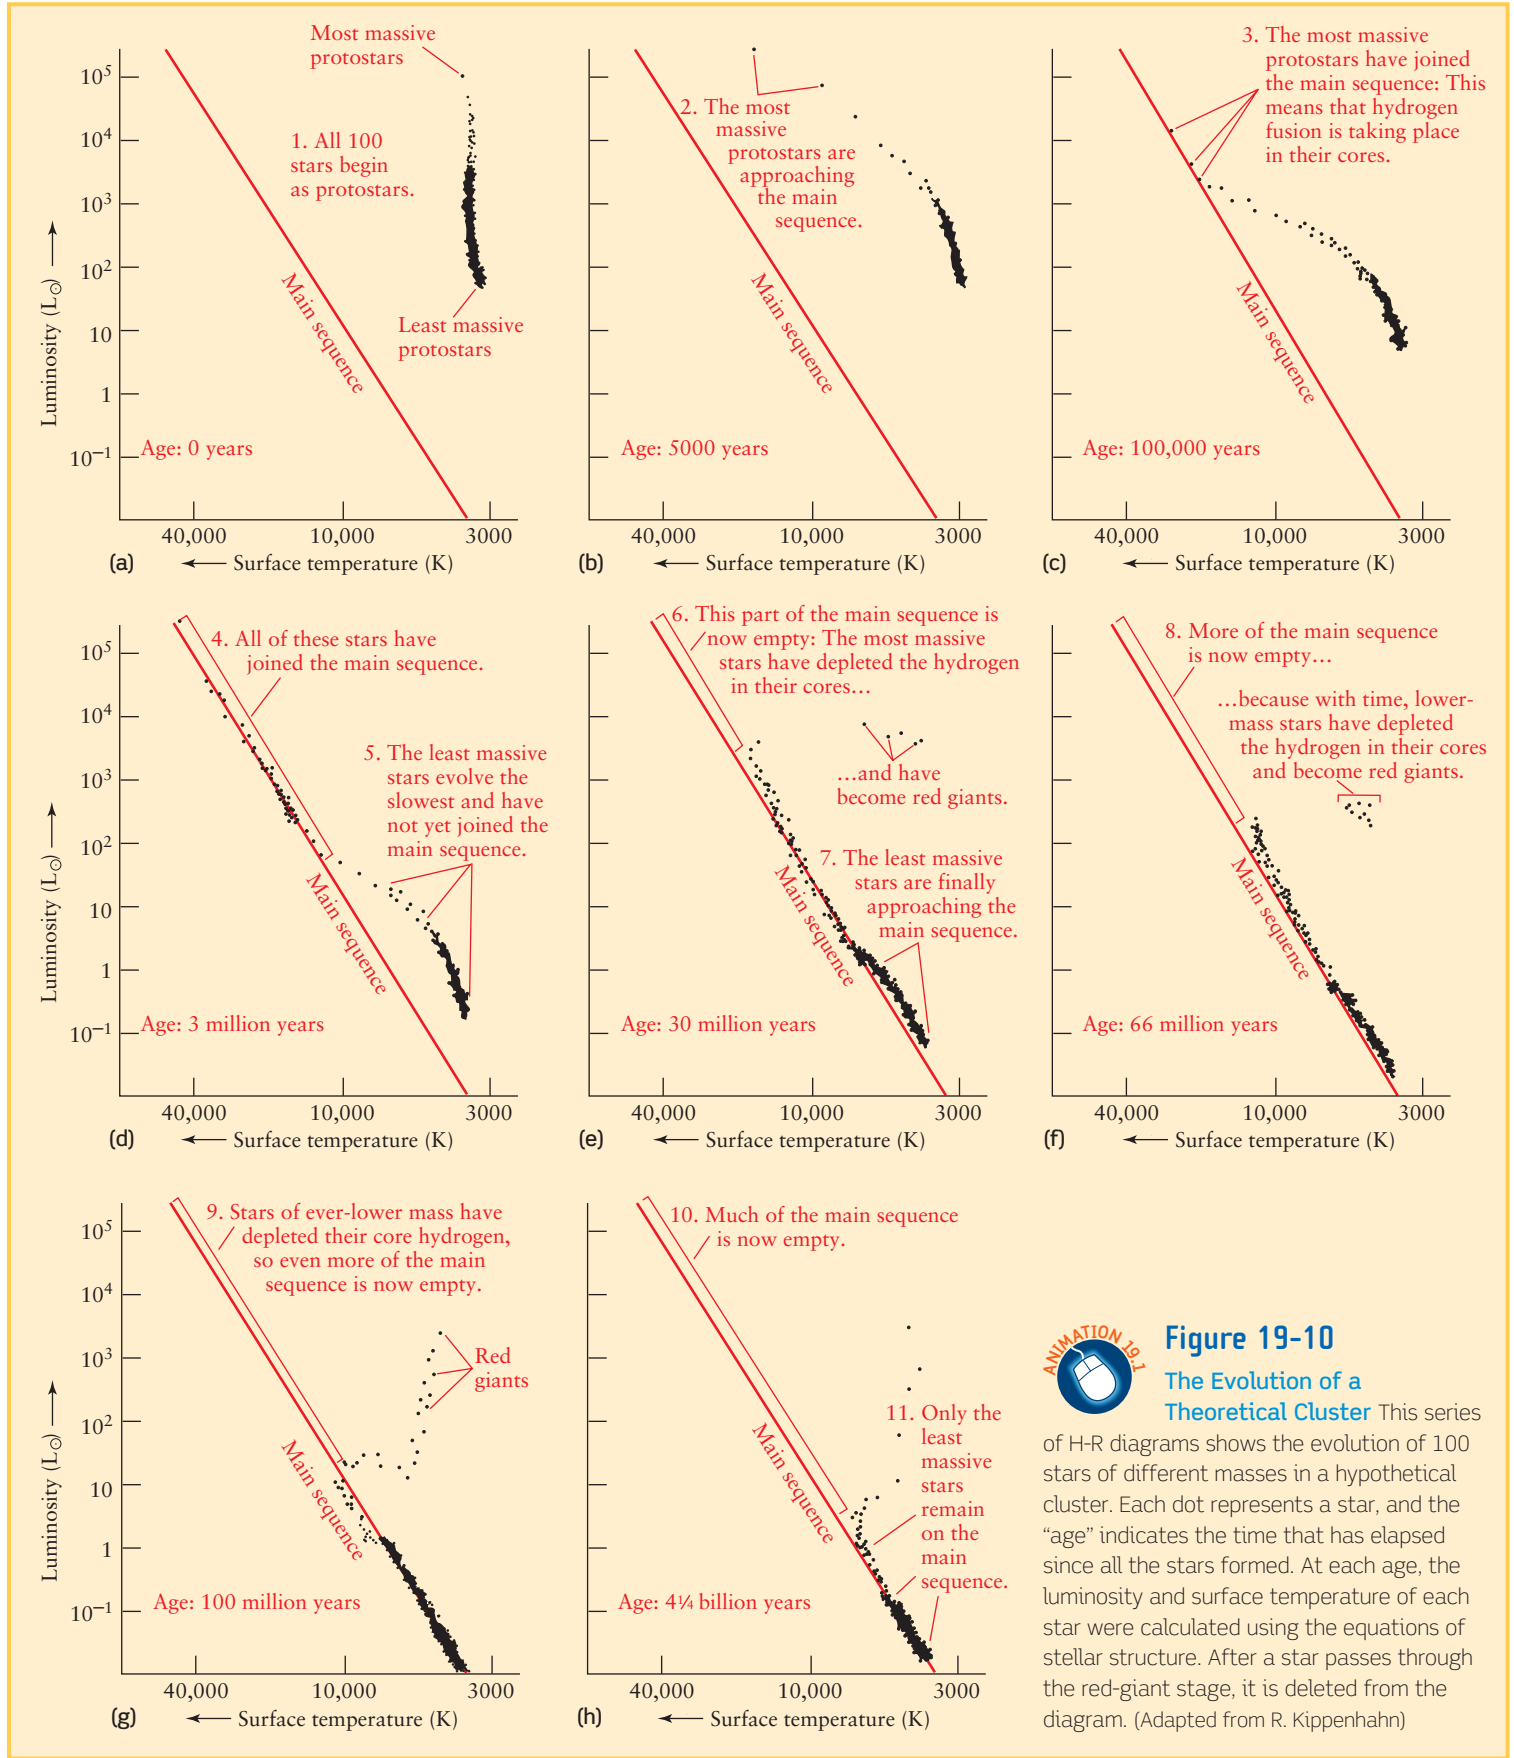 Most massive
protostars
1. All 100
stars begin
as protostars.
Main sequence
Least massive
protostars
Age: 0 years
Luminosity (L☉) →
10⁵
10⁴
10³
10²
10
1
10⁻¹
40,000 10,000 3000
(a) ← Surface temperature (K)
2. The most
massive
protostars are
approaching
the main
sequence.
Main sequence
Age: 5000 years
40,000 10,000 3000
(b) ← Surface temperature (K)
3. The most massive
protostars have joined
the main sequence: This
means that hydrogen
fusion is taking place
in their cores.
Main sequence
Age: 100,000 years
40,000 10,000 3000
(c) ← Surface temperature (K)
4. All of these stars have
joined the main sequence.
5. The least massive
stars evolve the
slowest and have
not yet joined the
main sequence.
Main sequence
Age: 3 million years
Luminosity (L☉) →
10⁵
10⁴
10³
10²
10
1
10⁻¹
40,000 10,000 3000
(d) ← Surface temperature (K)
6. This part of the main sequence is
now empty: The most massive
stars have depleted the hydrogen
in their cores…
…and have
become red giants.
7. The least massive
stars are finally
approaching the
main sequence.
Main sequence
Age: 30 million years
40,000 10,000 3000
(e) ← Surface temperature (K)
8. More of the main sequence
is now empty…
…because with time, lower-
mass stars have depleted
the hydrogen in their cores
and become red giants.
Main sequence
Age: 66 million years
40,000 10,000 3000
(f) ← Surface temperature (K)
9. Stars of ever-lower mass have
depleted their core hydrogen,
so even more of the main
sequence is now empty.
Red
giants
Main sequence
Age: 100 million years
Luminosity (L☉) →
10⁵
10⁴
10³
10²
10
1
10⁻¹
40,000 10,000 3000
(g) ← Surface temperature (K)
10. Much of the main sequence
is now empty.
11. Only the
least
massive
stars
remain
on the
main
sequence.
Main sequence
Age: 4¼ billion years
40,000 10,000 3000
(h) ← Surface temperature (K)
ANIMATION 19.1
Figure 19-10
The Evolution of a
Theoretical Cluster This series
of H-R diagrams shows the evolution of 100
stars of different masses in a hypothetical
cluster. Each dot represents a star, and the
“age” indicates the time that has elapsed
since all the stars formed. At each age, the
luminosity and surface temperature of each
star were calculated using the equations of
stellar structure. After a star passes through
the red-giant stage, it is deleted from the
diagram. (Adapted from R. Kippenhahn)